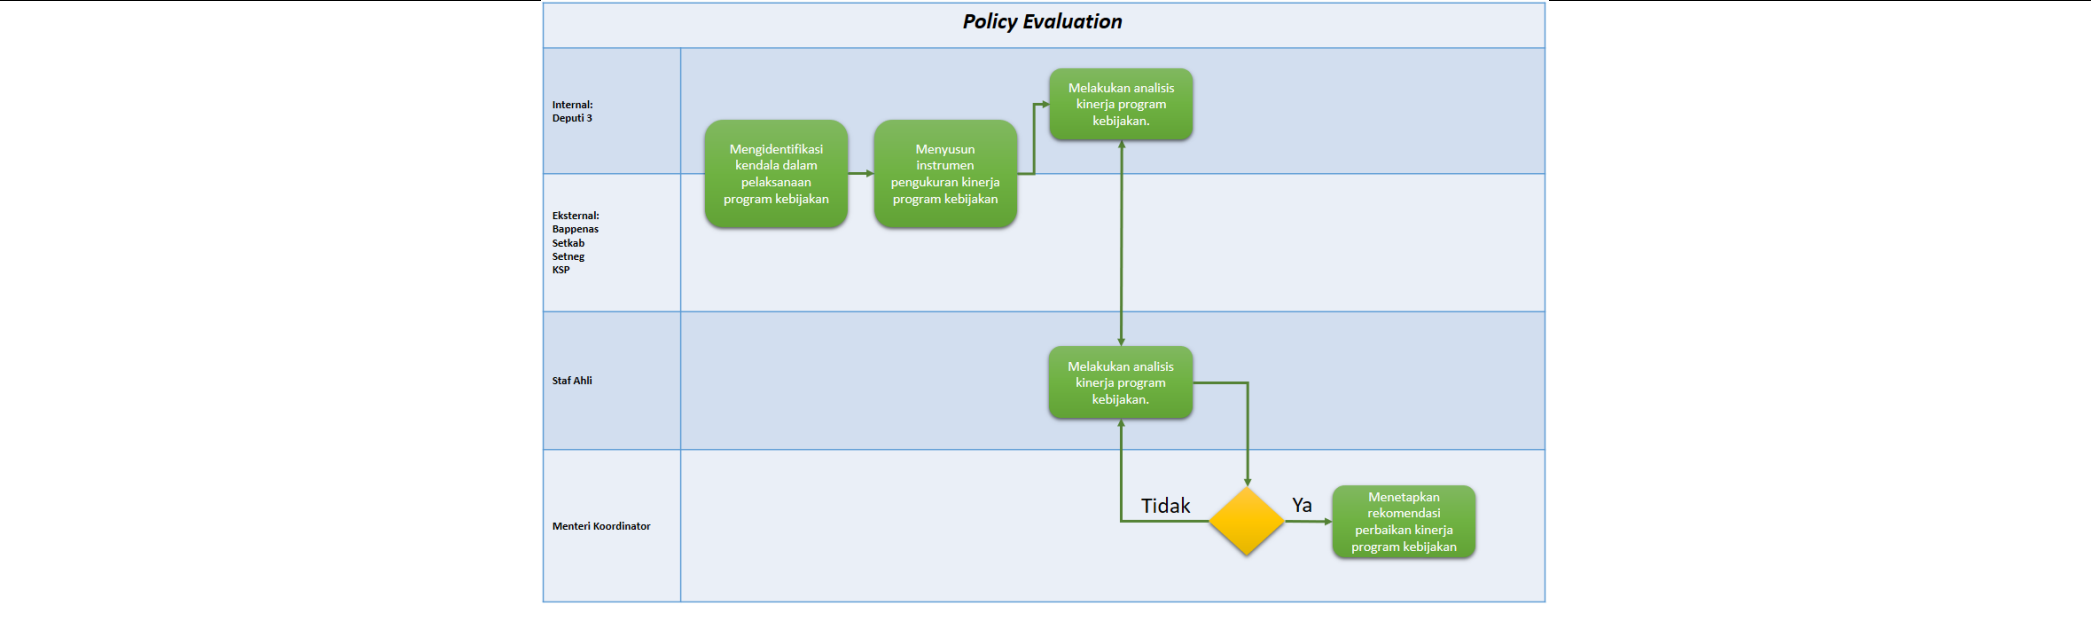 Policy Evaluation
Internal:
Deputi 3
Mengidentifikasi
kendala dalam
pelaksanaan
program kebijakan
Menyusun
instrumen
pengukuran kinerja
program kebijakan
Melakukan analisis
kinerja program
kebijakan.
Eksternal:
Bappenas
Setkab
Setneg
KSP
Staf Ahli
Melakukan analisis
kinerja program
kebijakan.
Menteri Koordinator
Tidak
Ya
Menetapkan
rekomendasi
perbaikan kinerja
program kebijakan